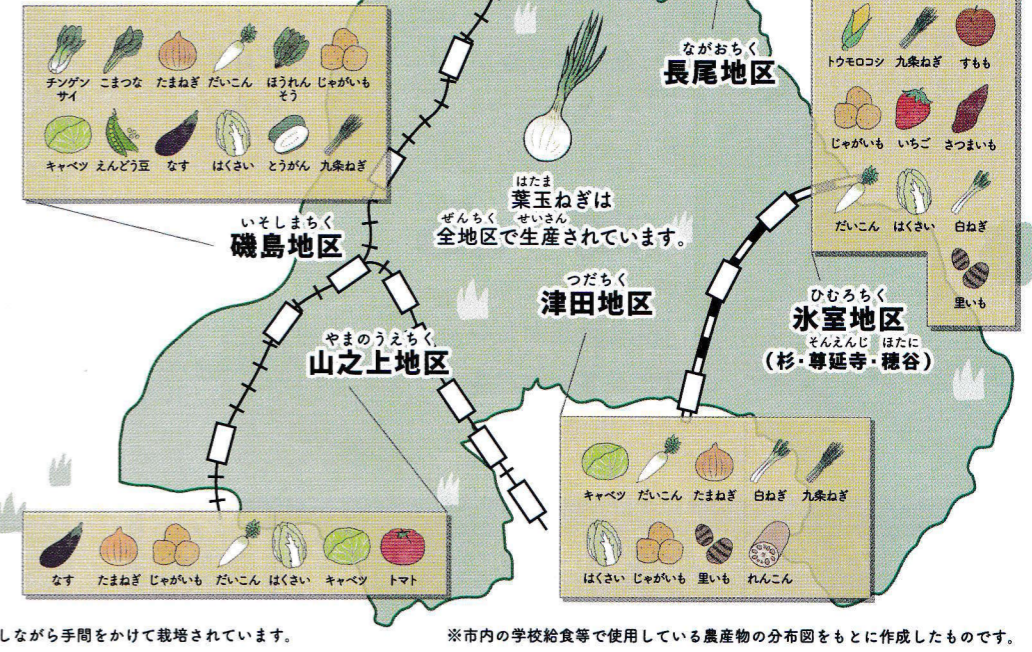 チンゲンサイ こまつな たまねぎ だいこん ほうれんそう じゃがいも
キャベツ えんどう豆 なす はくさい とうがん 九条ねぎ
いそしまちく
磯島地区
ながおちく
長尾地区
トウモロコシ 九条ねぎ すもも
じゃがいも いちご さつまいも
だいこん はくさい 白ねぎ
里いも
はたま
葉玉ねぎは
ぜんちく せいさん
全地区で生産されています。
つだちく
津田地区
ひむろちく
氷室地区
そんえんじ ほたに
(杉・尊延寺・穂谷)
やまのうえちく
山之上地区
キャベツ だいこん たまねぎ 白ねぎ 九条ねぎ
はくさい じゃがいも 里いも れんこん
なす たまねぎ じゃがいも だいこん はくさい キャベツ トマト
しながら手間をかけて栽培されています。
※市内の学校給食等で使用している農産物の分布図をもとに作成したものです。